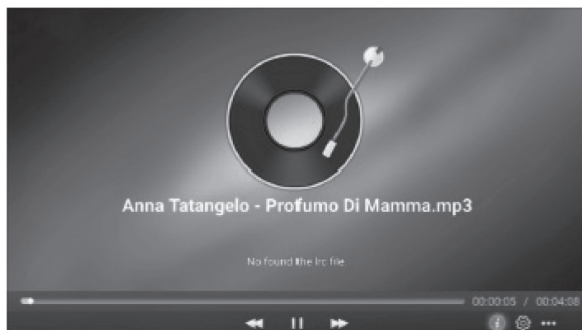 Anna Tatangelo - Profumo Di Mamma.mp3
No found the lrc file.
00:00:05 / 00:04:08